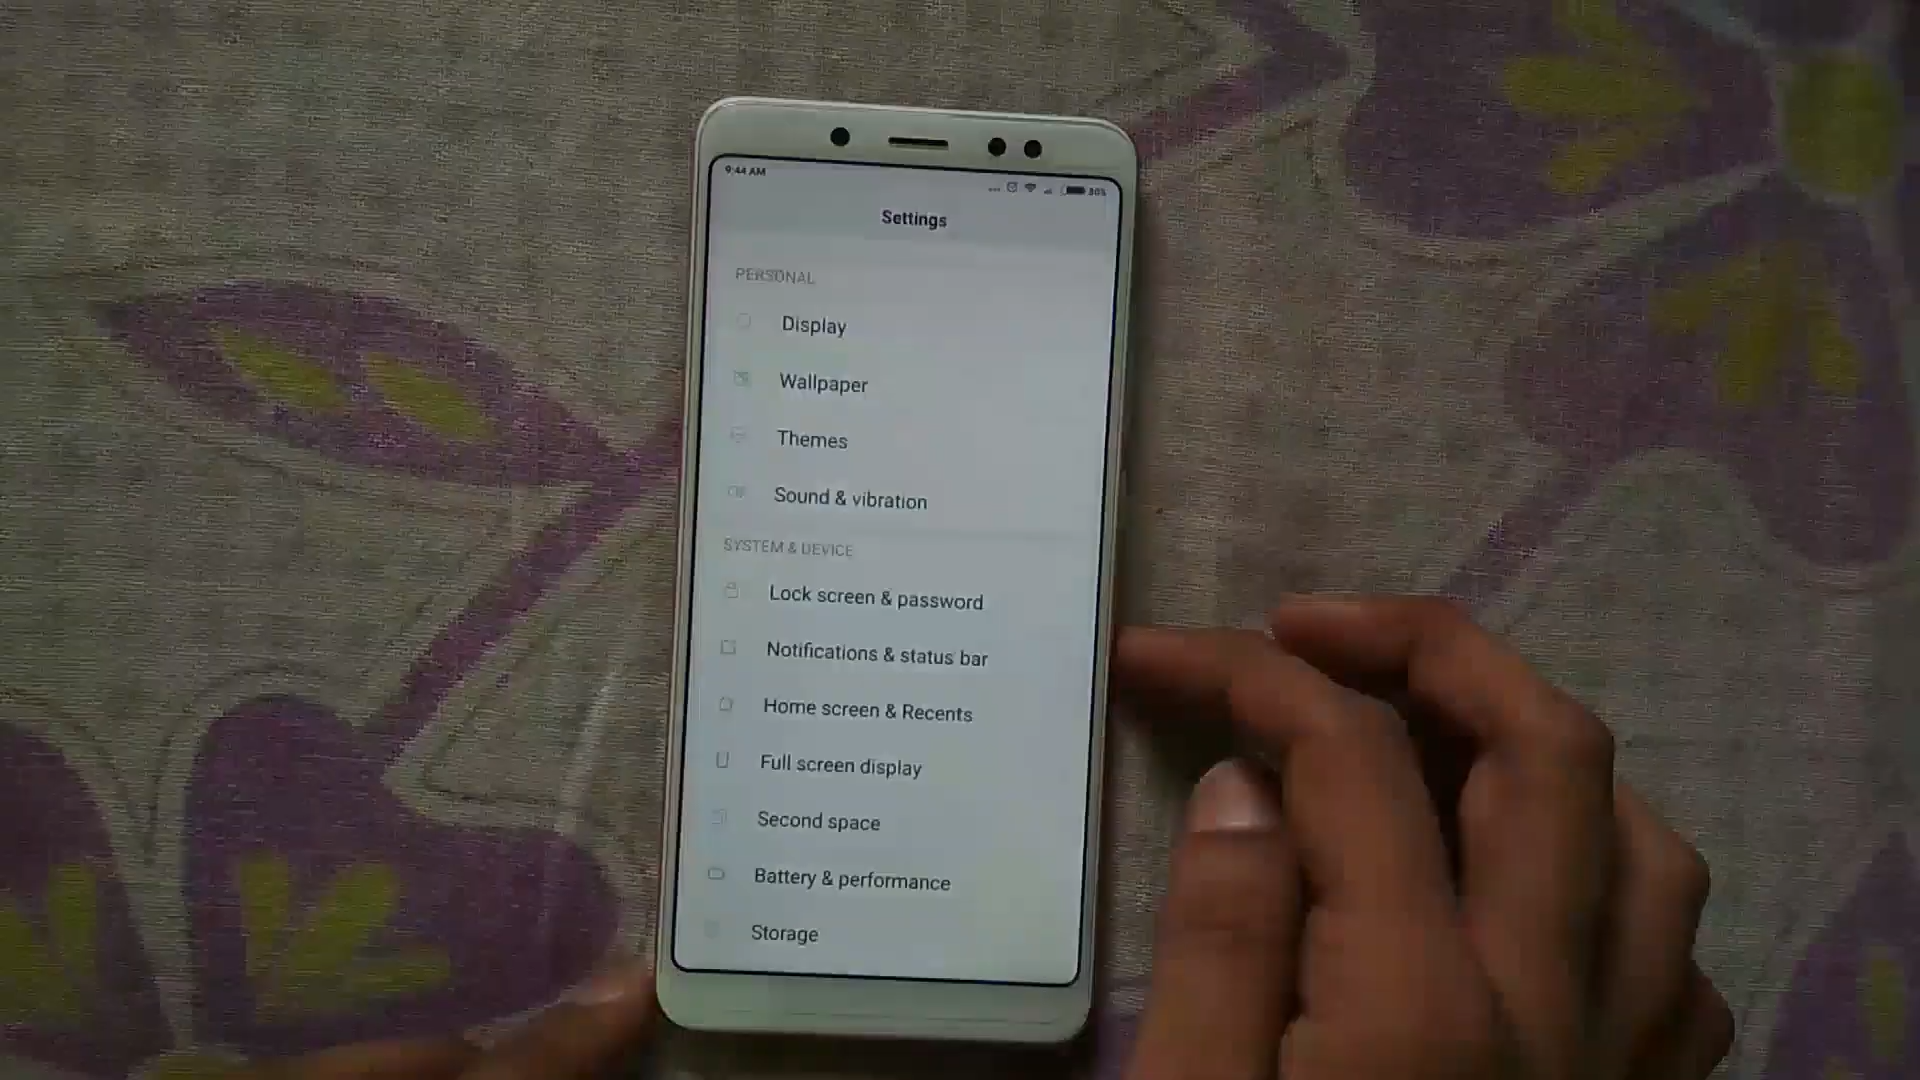 9:44 AM
80%
Settings
PERSONAL
Display
Wallpaper
Themes
Sound & vibration
SYSTEM & DEVICE
Lock screen & password
Notifications & status bar
Home screen & Recents
Full screen display
Second space
Battery & performance
Storage